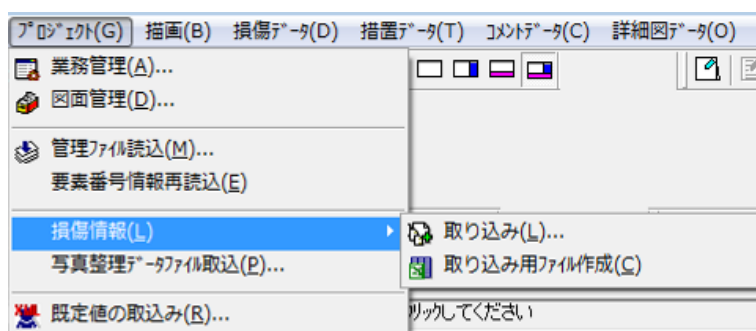 ﾌﾟﾛｼﾞｪｸﾄ(G) 描画(B) 損傷ﾃﾞｰﾀ(D) 措置ﾃﾞｰﾀ(T) ｺﾒﾝﾄﾃﾞｰﾀ(C) 詳細図ﾃﾞｰﾀ(O)
業務管理(A)...
図面管理(D)...
管理ﾌｧｲﾙ読込(M)...
要素番号情報再読込(E)
損傷情報(L)
取り込み(L)...
写真整理ﾃﾞｰﾀﾌｧｲﾙ取込(P)...
取り込み用ﾌｧｲﾙ作成(C)
既定値の取込み(R)...
ﾘｯｸしてください